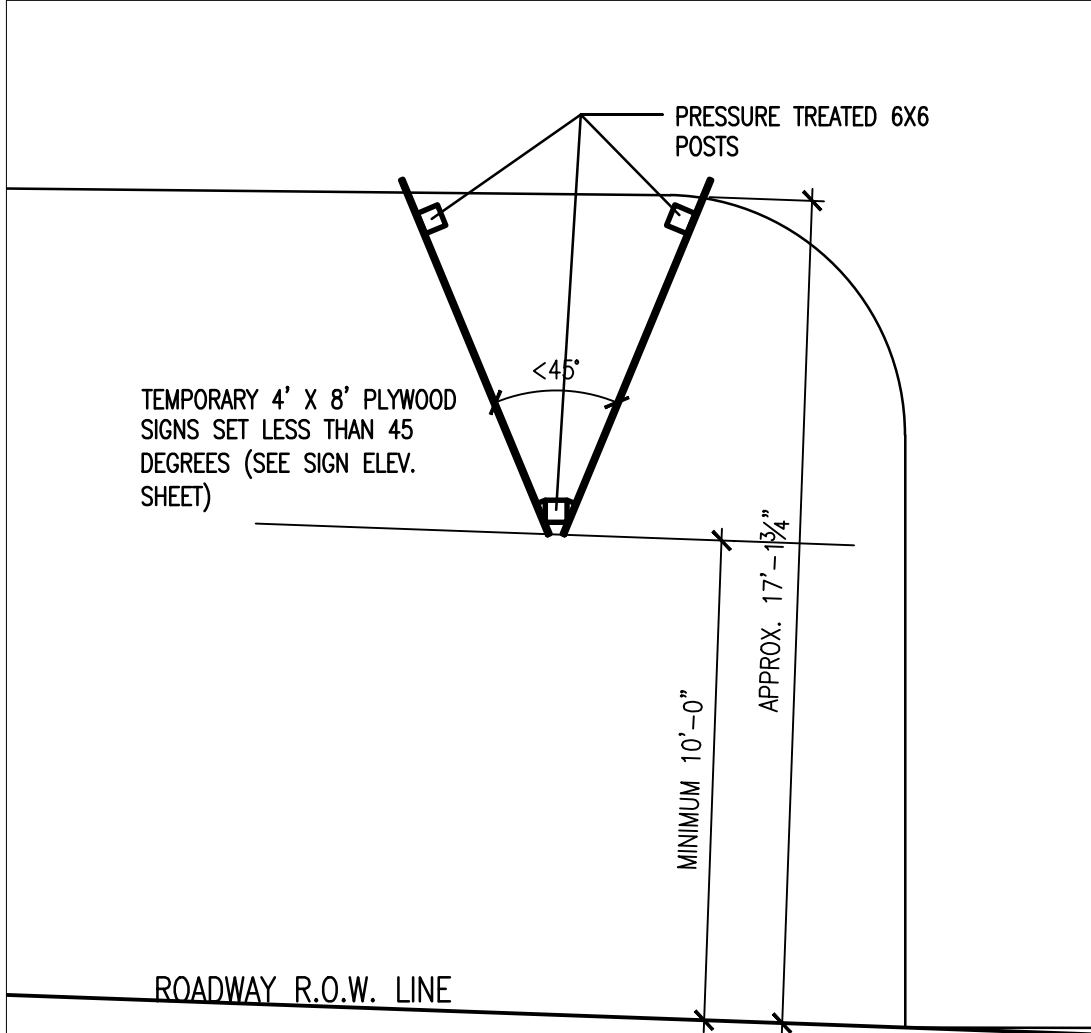 PRESSURE TREATED 6X6
POSTS
<45°
TEMPORARY 4' X 8' PLYWOOD
SIGNS SET LESS THAN 45
DEGREES (SEE SIGN ELEV.
SHEET)
MINIMUM 10'-0"
APPROX. 17'-1¾"
ROADWAY R.O.W. LINE